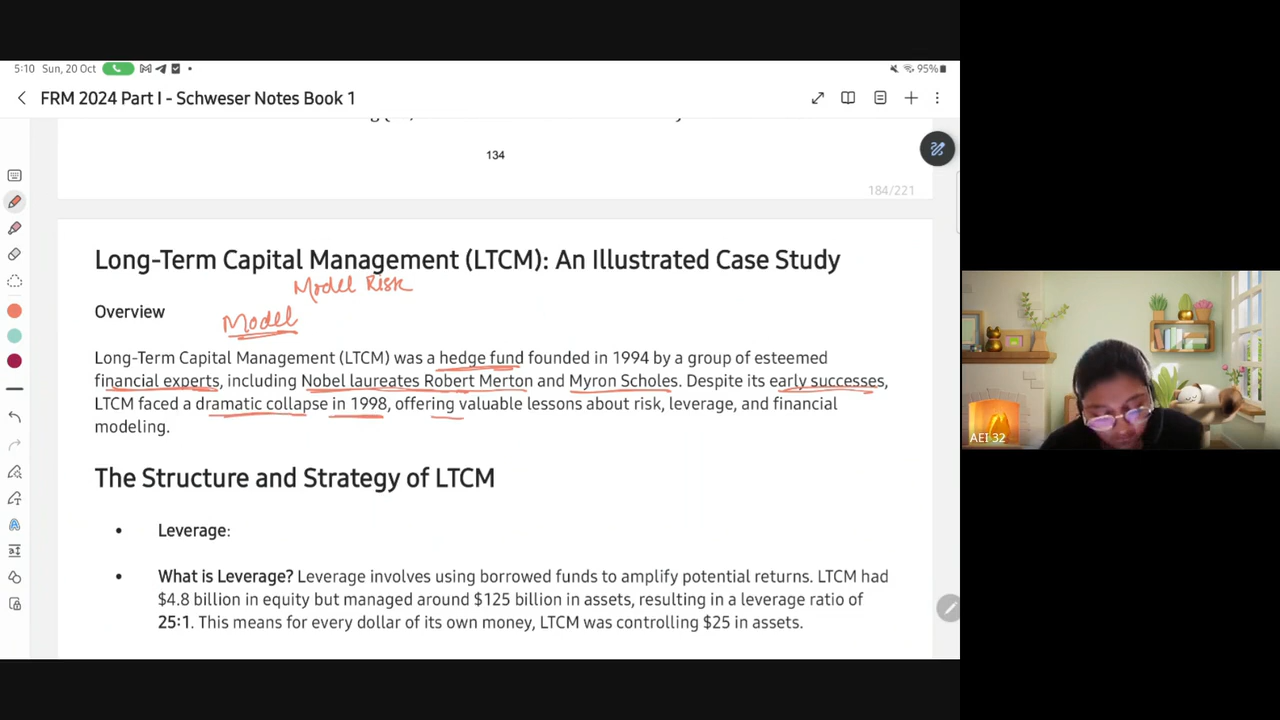 5:10 Sun, 20 Oct
95%
FRM 2024 Part I - Schweser Notes Book 1
134
184/221
Long-Term Capital Management (LTCM): An Illustrated Case Study
Model Risk
Overview
Model
Long-Term Capital Management (LTCM) was a hedge fund founded in 1994 by a group of esteemed
financial experts, including Nobel laureates Robert Merton and Myron Scholes. Despite its early successes,
LTCM faced a dramatic collapse in 1998, offering valuable lessons about risk, leverage, and financial
modeling.
The Structure and Strategy of LTCM
• Leverage:
• What is Leverage? Leverage involves using borrowed funds to amplify potential returns. LTCM had
$4.8 billion in equity but managed around $125 billion in assets, resulting in a leverage ratio of
25:1. This means for every dollar of its own money, LTCM was controlling $25 in assets.
AEI 32